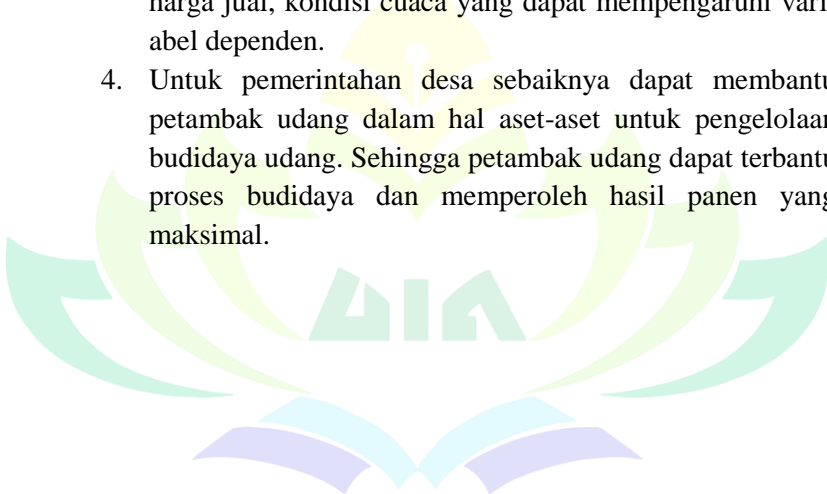 harga jual, kondisi cuaca yang dapat mempengaruhi vari
abel dependen.
4. Untuk pemerintahan desa sebaiknya dapat membantu
petambak udang dalam hal aset-aset untuk pengelolaan
budidaya udang. Sehingga petambak udang dapat terbantu
proses budidaya dan memperoleh hasil panen yang
maksimal.
UIN